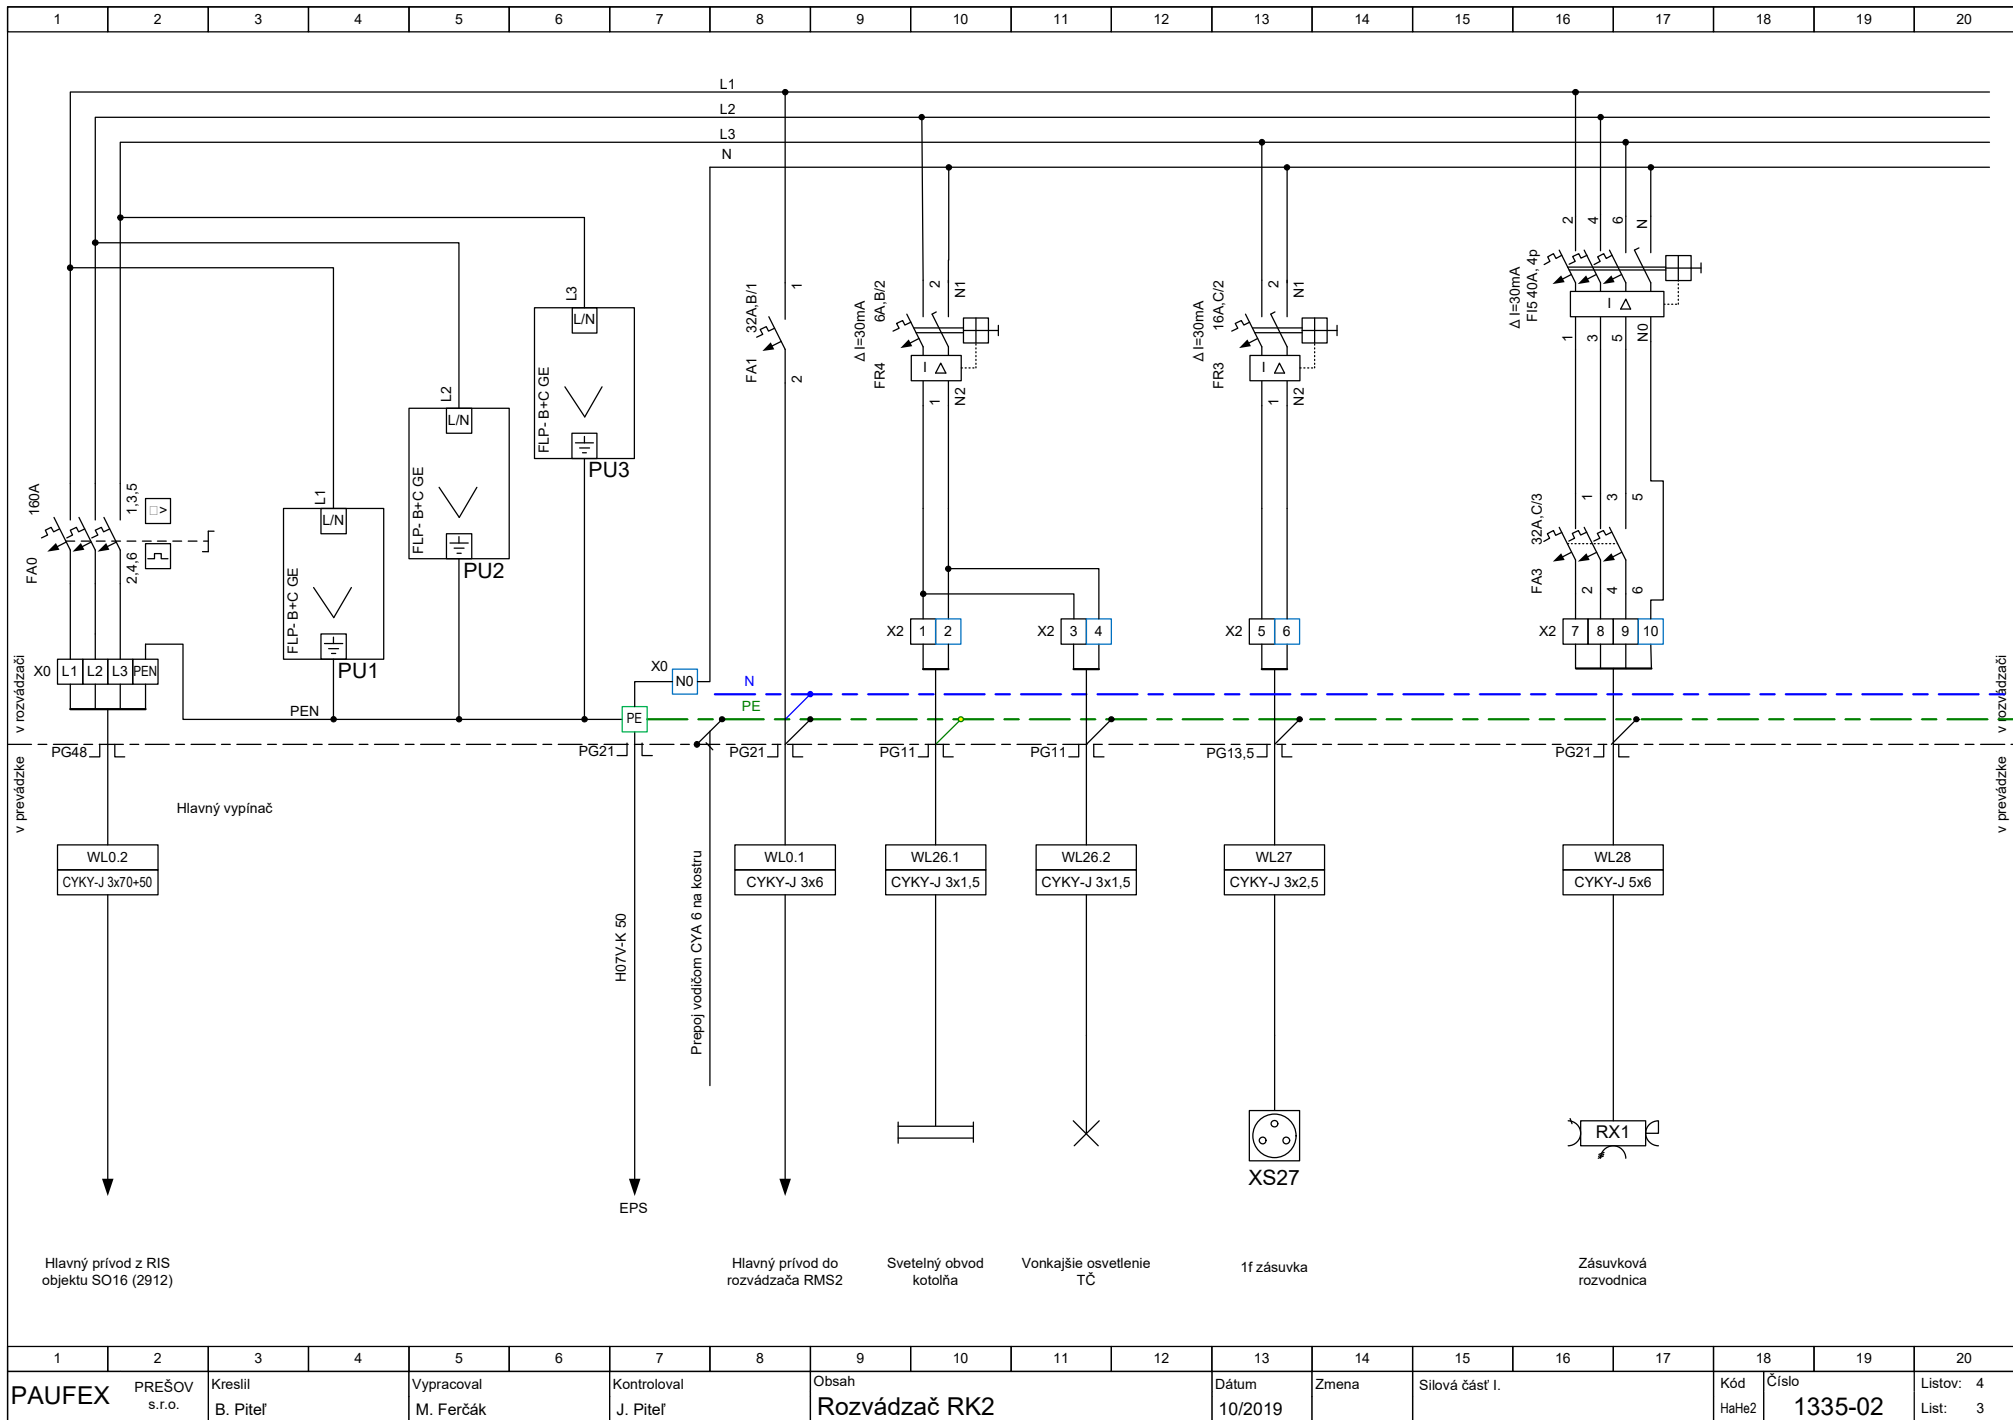 1 2 3 4 5 6 7 8 9 10 11 12 13 14 15 16 17 18 19 20
L1
L2
L3
N
160A
FA0
1,3,5
2,4,6
X0 L1 L2 L3 PEN
v rozvádzači
v prevádzke
PG48
Hlavný vypínač
WL0.2
CYKY-J 3x70+50
Hlavný prívod z RIS
objektu SO16 (2912)
L1
L/N
FLP- B+C GE
PU1
L2
L/N
FLP- B+C GE
PU2
L3
L/N
FLP- B+C GE
PU3
PEN
X0
N0
PE
N
PE
PG21
H07V-K 50
EPS
Prepoj vodičom CYA 6 na kostru
32A,B/1
FA1
1
2
PG21
WL0.1
CYKY-J 3x6
Hlavný prívod do
rozvádzača RMS2
Δ I=30mA
6A,B/2
FR4
2
N1
I Δ
1
N2
X2 1 2
PG11
WL26.1
CYKY-J 3x1,5
Svetelný obvod
kotolňa
X2 3 4
PG11
WL26.2
CYKY-J 3x1,5
Vonkajšie osvetlenie
TČ
Δ I=30mA
16A,C/2
FR3
2
N1
I Δ
1
N2
X2 5 6
PG13,5
WL27
CYKY-J 3x2,5
XS27
1f zásuvka
Δ I=30mA
FI5 40A, 4p
2 4 6 N
I Δ
1 3 5 N0
32A,C/3
FA3
1 3 5
2 4 6
X2 7 8 9 10
PG21
WL28
CYKY-J 5x6
RX1
Zásuvková
rozvodnica
v rozvádzači
v prevádzke
1 2 3 4 5 6 7 8 9 10 11 12 13 14 15 16 17 18 19 20
PAUFEX PREŠOV
s.r.o.
Kreslil
B. Piteľ
Vypracoval
M. Ferčák
Kontroloval
J. Piteľ
Obsah
Rozvádzač RK2
Dátum
10/2019
Zmena
Silová časť I.
Kód
HaHe2
Číslo
1335-02
Listov: 4
List: 3